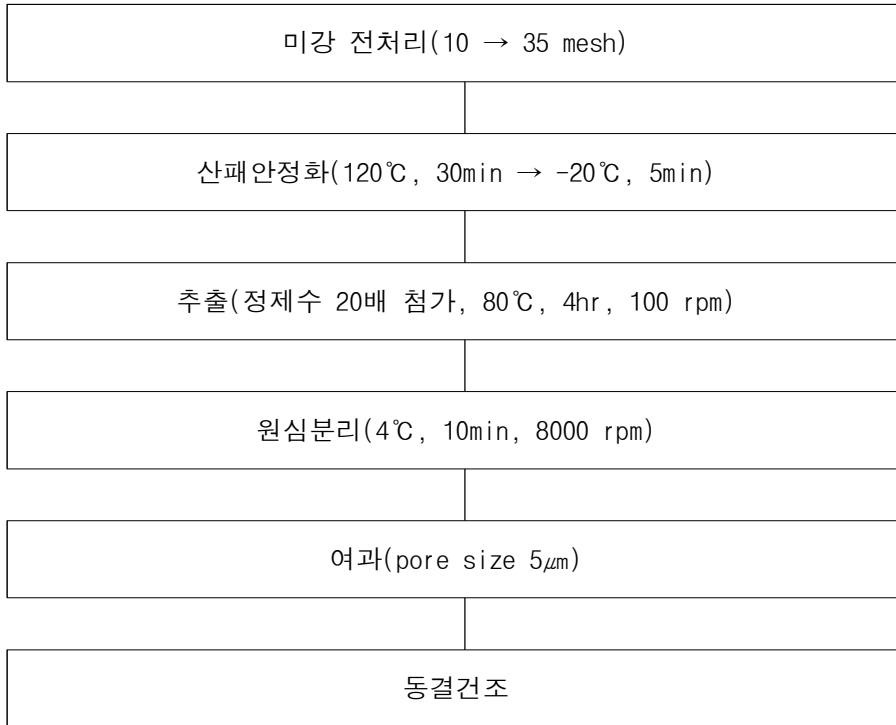 미강 전처리(10 → 35 mesh)
산패안정화(120℃, 30min → -20℃, 5min)
추출(정제수 20배 첨가, 80℃, 4hr, 100 rpm)
원심분리(4℃, 10min, 8000 rpm)
여과(pore size 5㎛)
동결건조